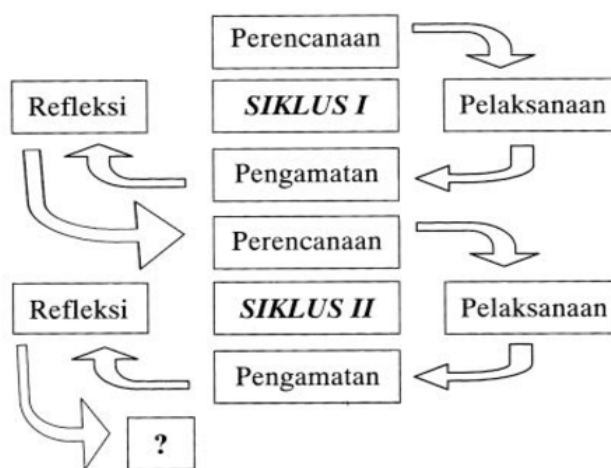 Perencanaan
Refleksi
SIKLUS I
Pelaksanaan
Pengamatan
Perencanaan
Refleksi
SIKLUS II
Pelaksanaan
Pengamatan
?